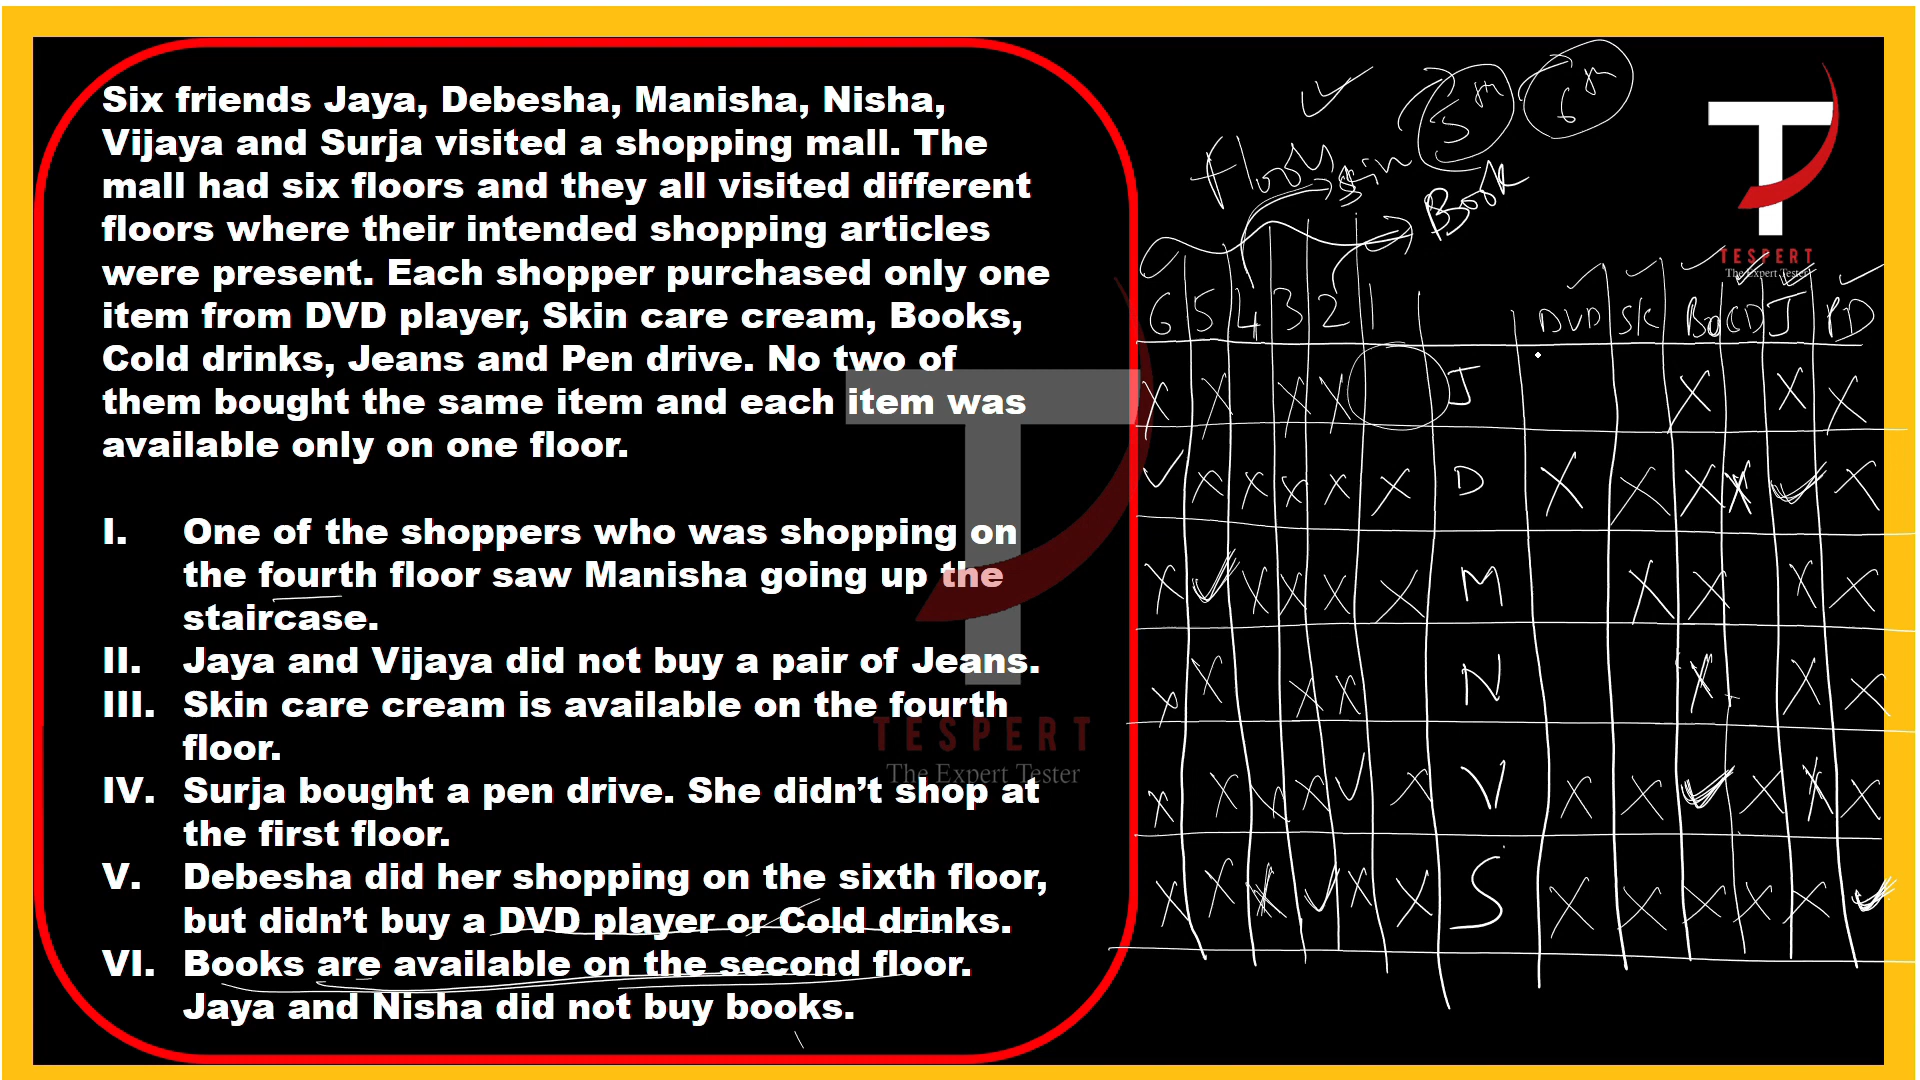 Six friends Jaya, Debesha, Manisha, Nisha,
Vijaya and Surja visited a shopping mall. The
mall had six floors and they all visited different
floors where their intended shopping articles
were present. Each shopper purchased only one
item from DVD player, Skin care cream, Books,
Cold drinks, Jeans and Pen drive. No two of
them bought the same item and each item was
available only on one floor.
I. One of the shoppers who was shopping on
the fourth floor saw Manisha going up the
staircase.
II. Jaya and Vijaya did not buy a pair of Jeans.
III. Skin care cream is available on the fourth
floor.
IV. Surja bought a pen drive. She didn’t shop at
the first floor.
V. Debesha did her shopping on the sixth floor,
but didn’t buy a DVD player or Cold drinks.
VI. Books are available on the second floor.
Jaya and Nisha did not buy books.
TESPERT
The Expert Tester
5th 6th
Floors
Book
TESPERT
The Expert Tester
6 5 4 3 2 1 DVD SC Bo CD J PD
J
D
M
N
V
S